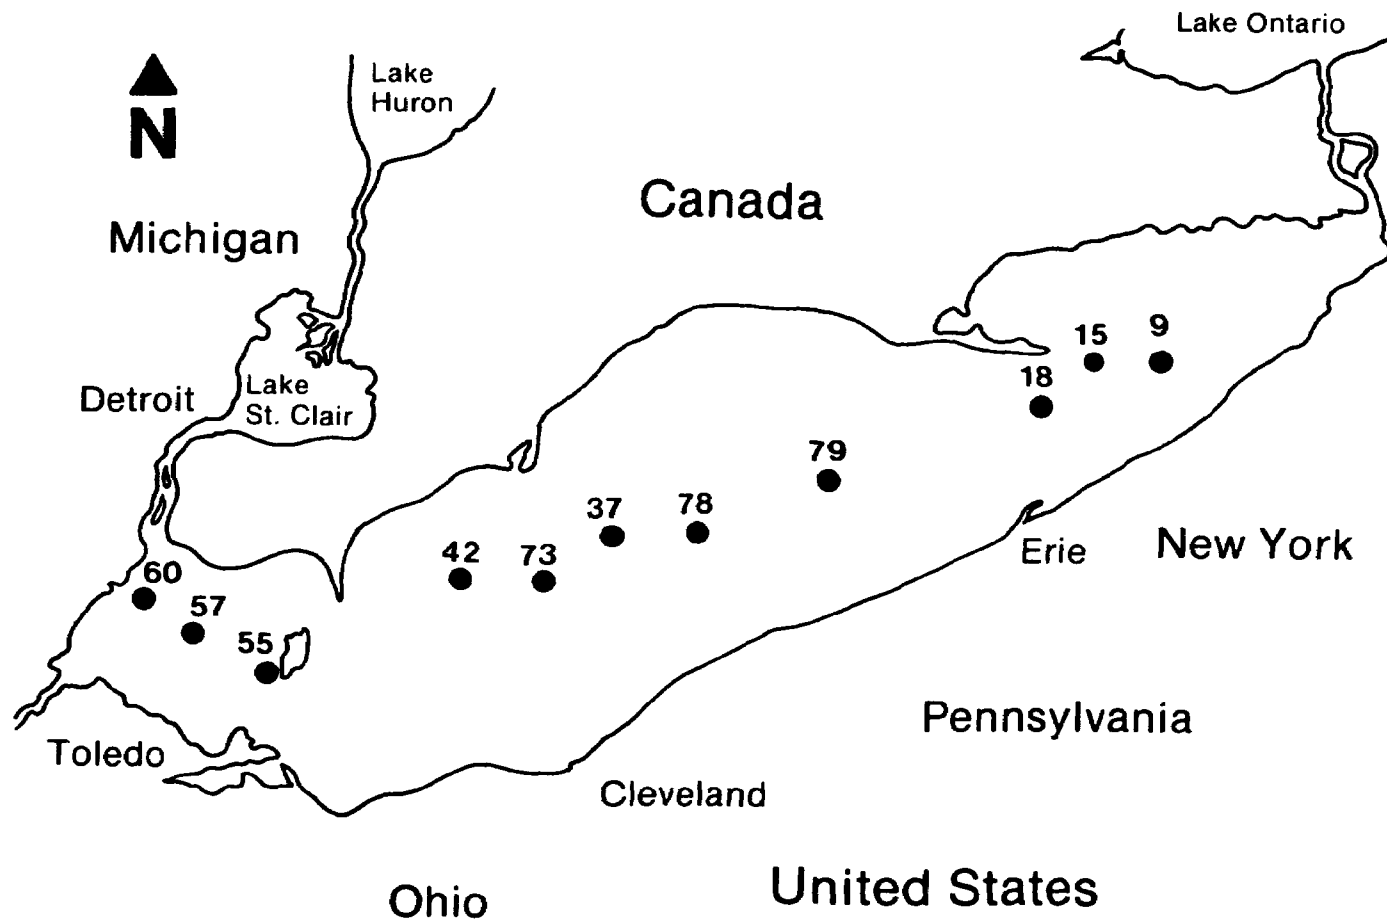 Lake Ontario
Lake
Huron
N
Canada
Michigan
15
9
18
Detroit
Lake
St. Clair
79
37
78
42
73
Erie
New York
60
57
55
Pennsylvania
Toledo
Cleveland
Ohio
United States